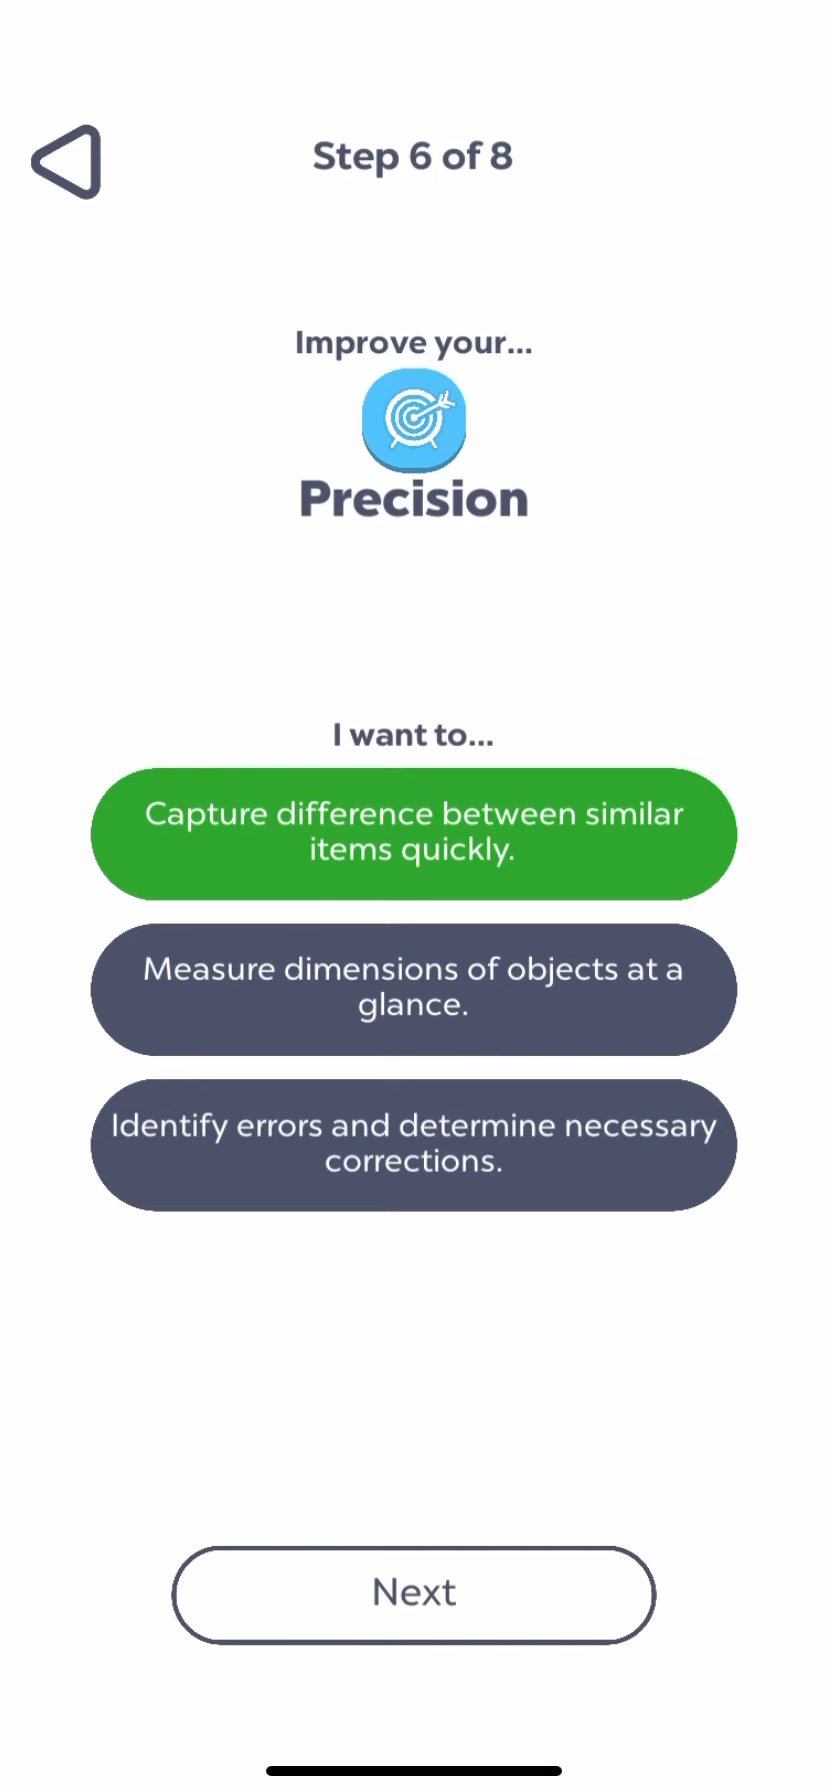 Step 6 of 8
Improve your...
Precision
I want to...
Capture difference between similar
items quickly.
Measure dimensions of objects at a
glance.
Identify errors and determine necessary
corrections.
Next